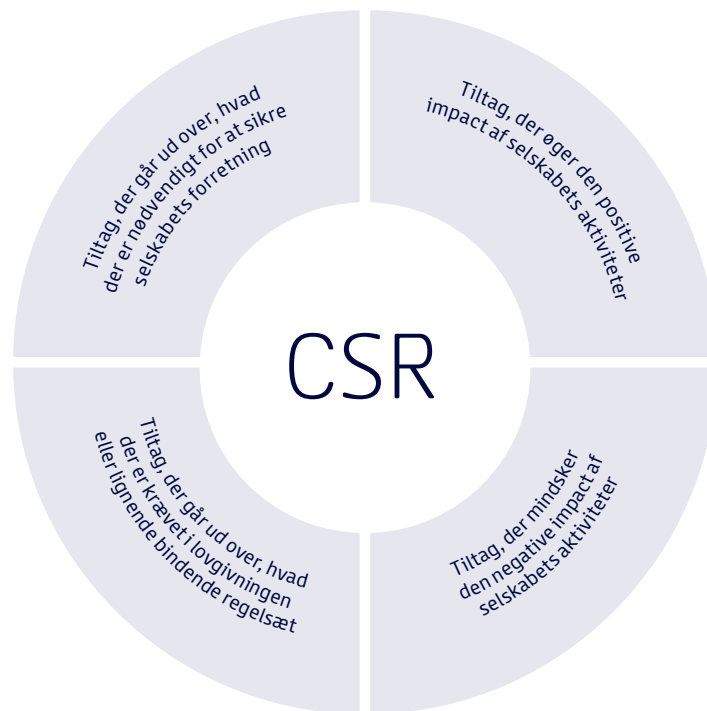 Tiltag, der går ud over, hvad
der er nødvendigt for at sikre
selskabets forretning
Tiltag, der øger den positive
impact af selskabets aktiviteter
CSR
Tiltag, der går ud over, hvad
der er krævet i lovgivningen
eller lignende bindende regelsæt
Tiltag, der mindsker
den negative impact af
selskabets aktiviteter